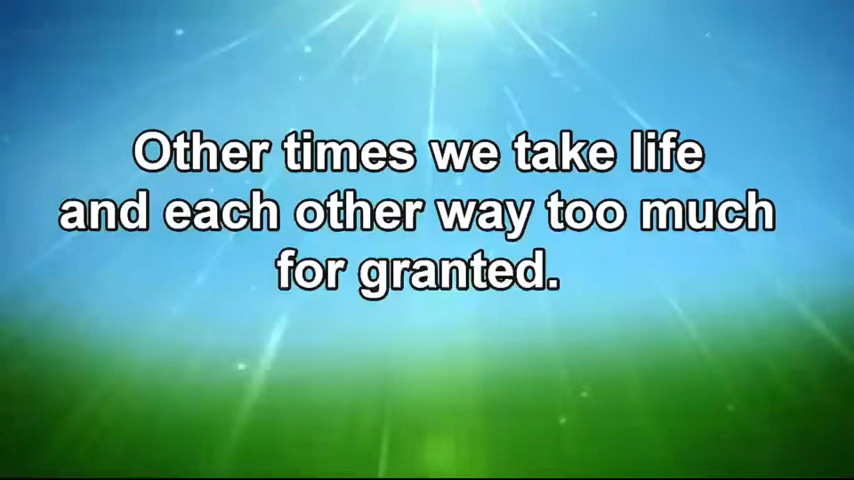 Other times we take life
and each other way too much
for granted.